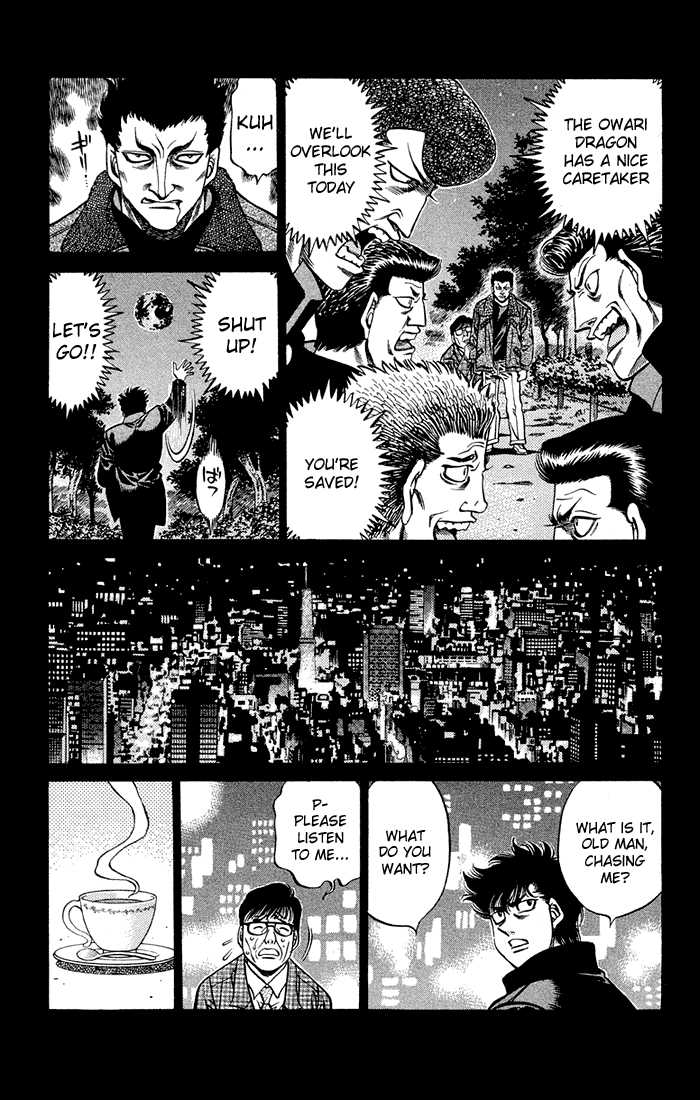 THE OWARI
DRAGON
HAS A NICE
CARETAKER
WE'LL
OVERLOOK
THIS
TODAY
YOU'RE
SAVED!
KUH
...
ギ
SHUT
UP!
LET'S
GO!!
ばっ
WHAT IS IT,
OLD MAN,
CHASING
ME?
WHAT
DO YOU
WANT?
P-
PLEASE
LISTEN
TO ME...